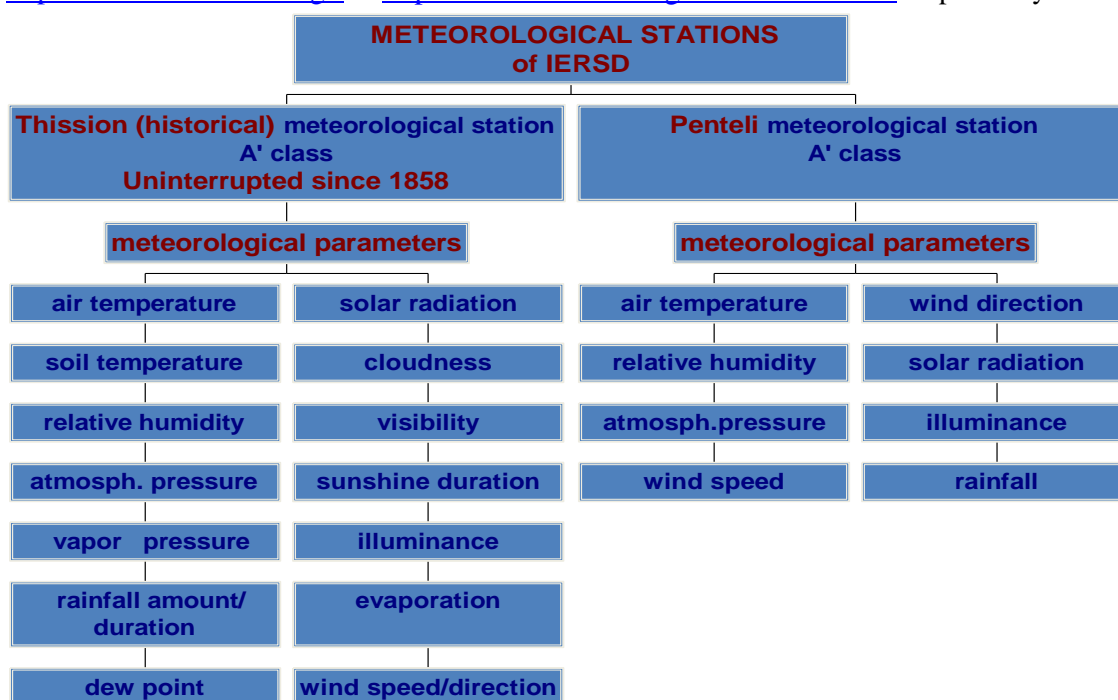 METEOROLOGICAL STATIONS
of IERSD
Thission (historical) meteorological station
A' class
Uninterrupted since 1858
meteorological parameters
air temperature
soil temperature
relative humidity
atmosph. pressure
vapor pressure
rainfall amount/
duration
dew point
solar radiation
cloudness
visibility
sunshine duration
illuminance
evaporation
wind speed/direction
Penteli meteorological station
A' class
meteorological parameters
air temperature
relative humidity
atmosph.pressure
wind speed
wind direction
solar radiation
illuminance
rainfall